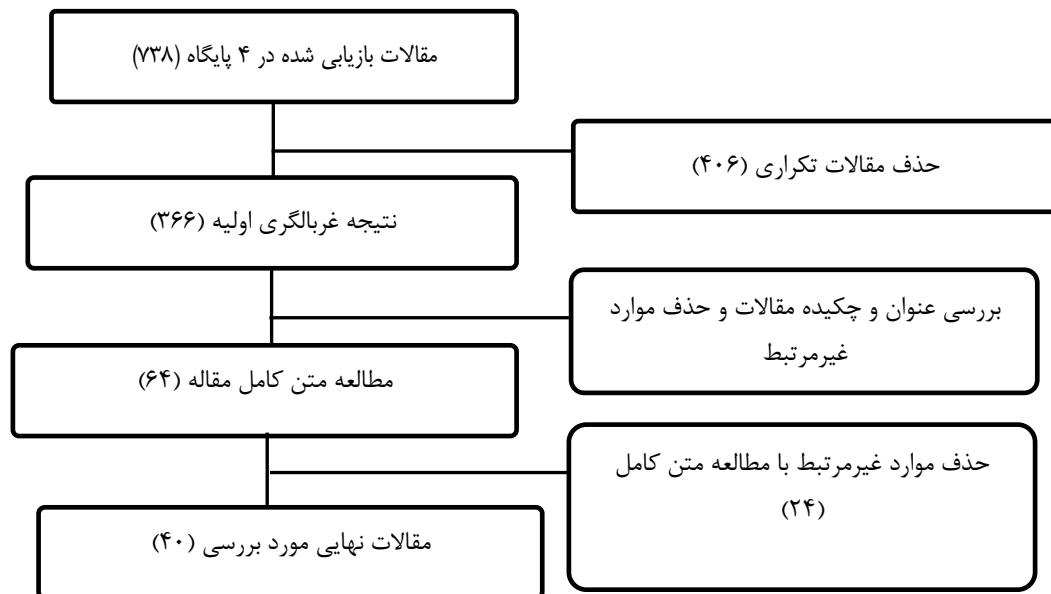 مقالات بازیابی شده در ۴ پایگاه (۷۳۸)
حذف مقالات تکراری (۴۰۶)
نتیجه غربالگری اولیه (۳۶۶)
بررسی عنوان و چکیده مقالات و حذف موارد
غیرمرتبط
مطالعه متن کامل مقاله (۶۴)
حذف موارد غیرمرتبط با مطالعه متن کامل
(۲۴)
مقالات نهایی مورد بررسی (۴۰)